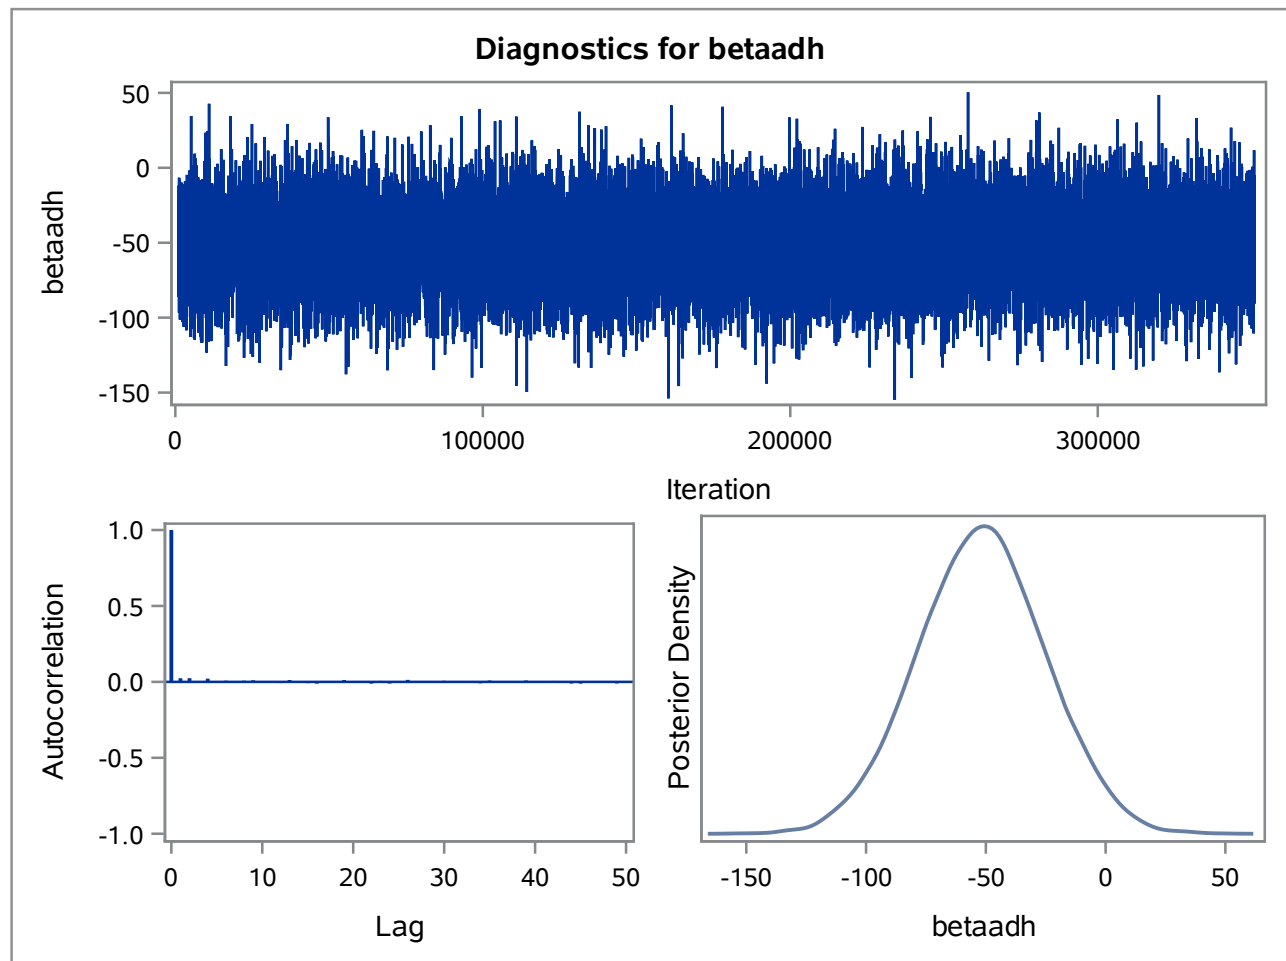 Diagnostics for betaadh
betaadh
50
0
-50
-100
-150
0 100000 200000 300000
Iteration
Autocorrelation
1.0
0.5
0.0
-0.5
-1.0
0 10 20 30 40 50
Lag
Posterior Density
-150 -100 -50 0 50
betaadh